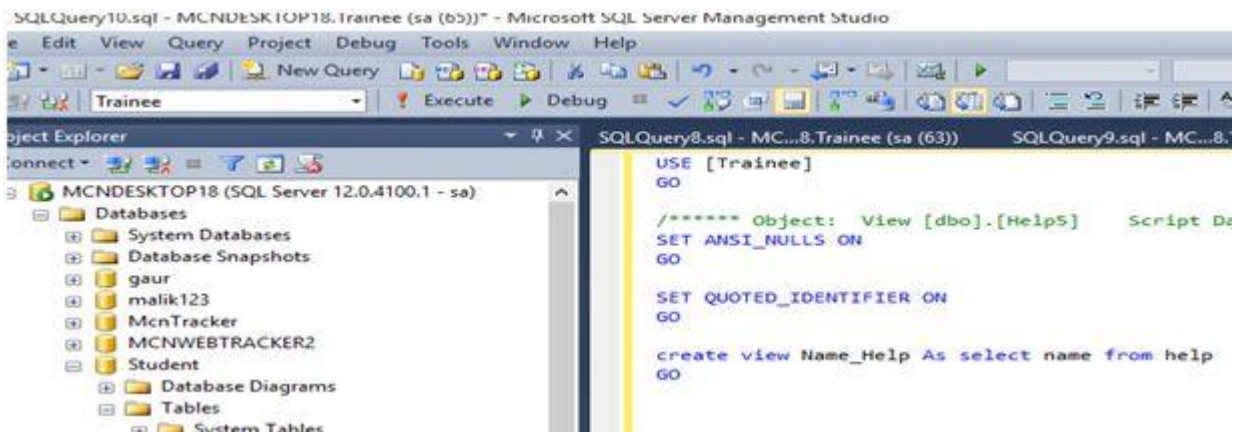 SQLQuery10.sql - MCNDESKTOP18.Trainee (sa (65))* - Microsoft SQL Server Management Studio
e Edit View Query Project Debug Tools Window Help
New Query
Trainee Execute Debug
bject Explorer
onnect
MCNDESKTOP18 (SQL Server 12.0.4100.1 - sa)
Databases
System Databases
Database Snapshots
gaur
malik123
McnTracker
MCNWEBTRACKER2
Student
Database Diagrams
Tables
System Tables
SQLQuery8.sql - MC...8.Trainee (sa (63)) SQLQuery9.sql - MC...8.
USE [Trainee]
GO
/****** Object: View [dbo].[Help5] Script Da
SET ANSI_NULLS ON
GO
SET QUOTED_IDENTIFIER ON
GO
create view Name_Help As select name from help
GO